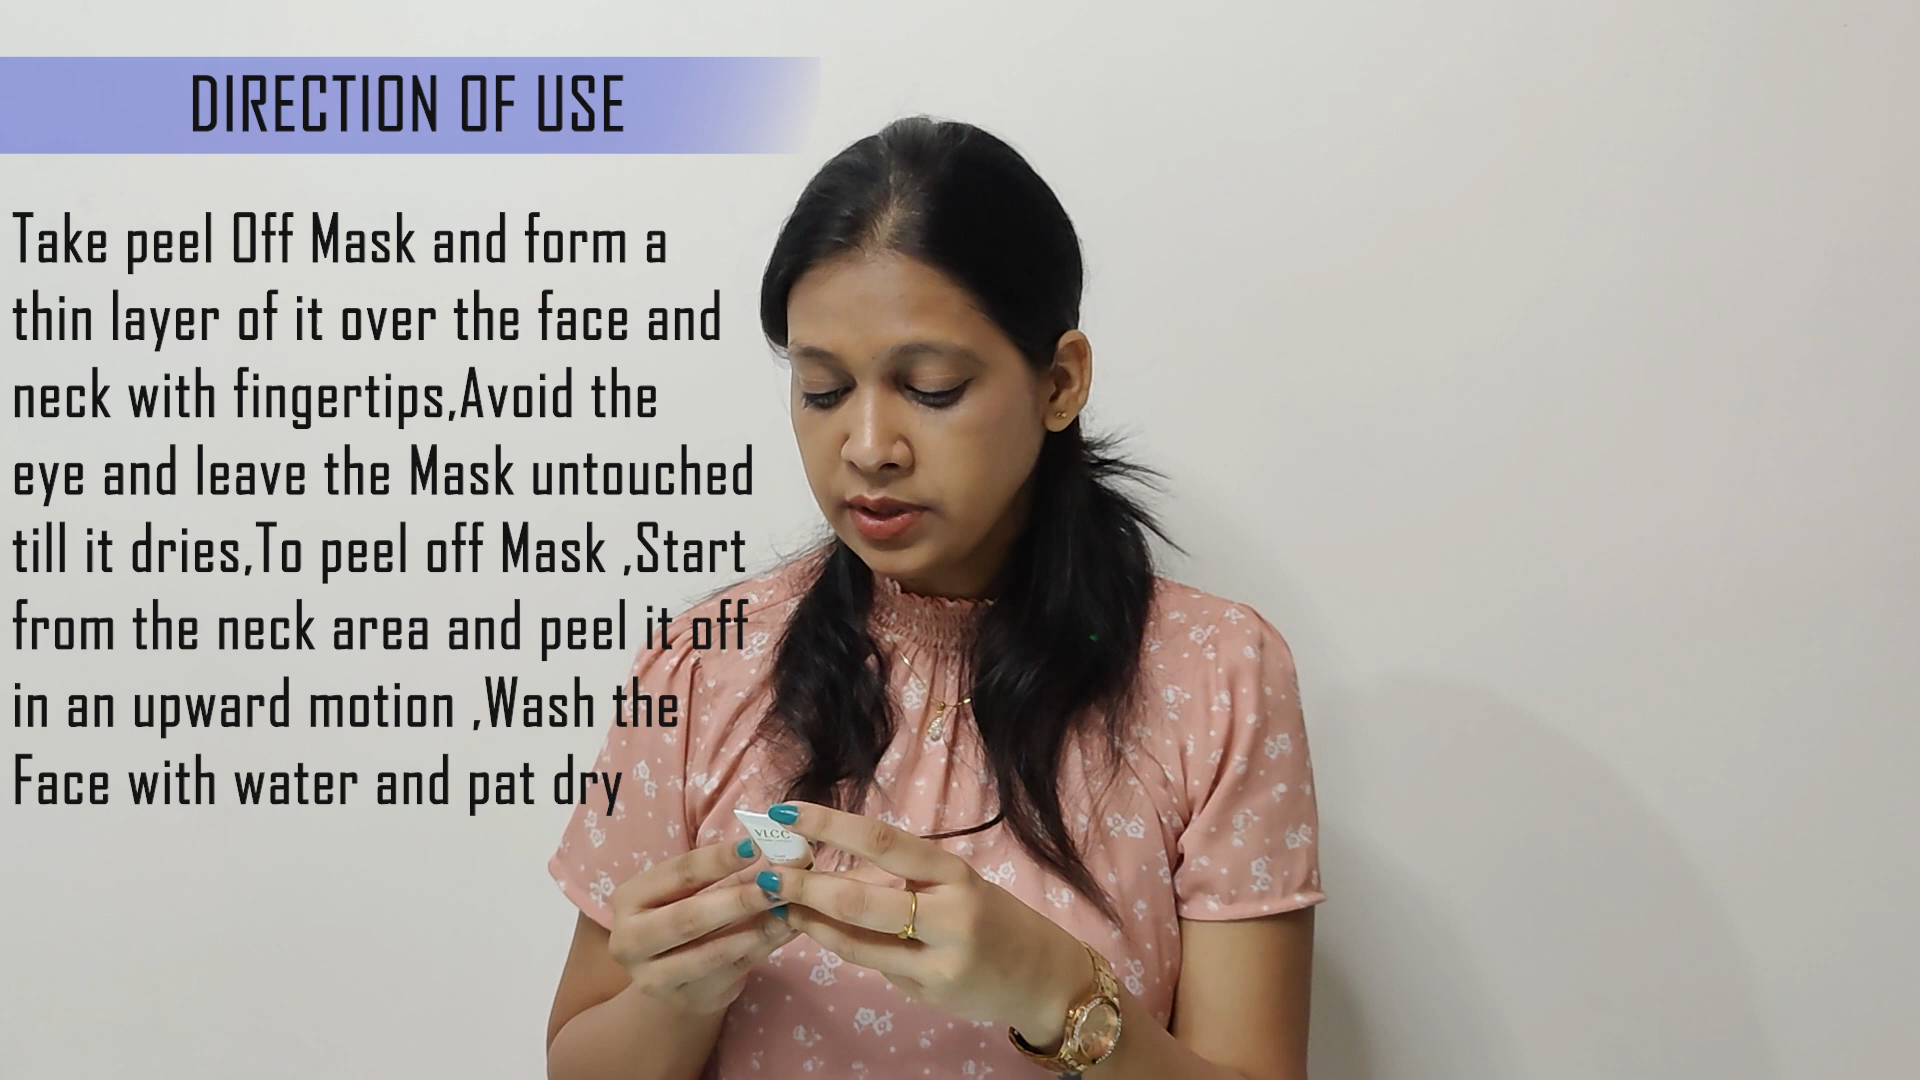 DIRECTION OF USE
Take peel Off Mask and form a
thin layer of it over the face and
neck with fingertips,Avoid the
eye and leave the Mask untouched
till it dries,To peel off Mask ,Start
from the neck area and peel it off
in an upward motion ,Wash the
Face with water and pat dry
VLCC